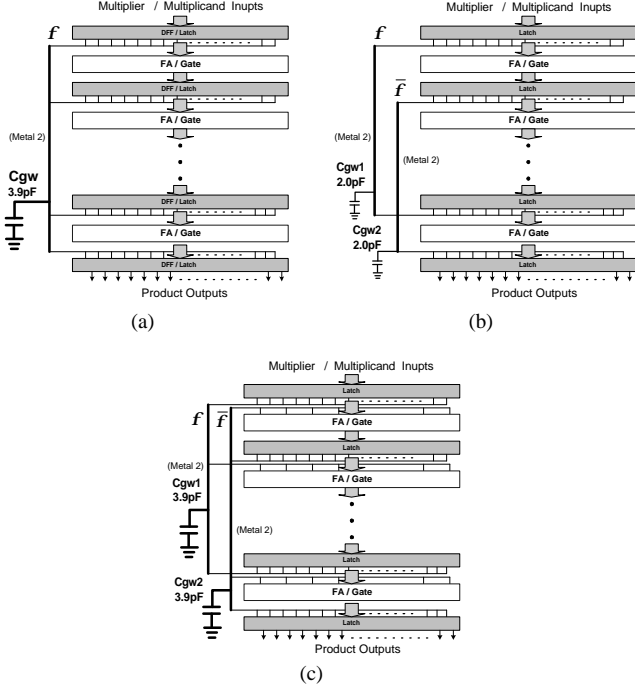 Multiplier / Multiplicand Inupts
f
DFF / Latch
FA / Gate
DFF / Latch
FA / Gate
(Metal 2)
Cgw
3.9pF
DFF / Latch
FA / Gate
DFF / Latch
Product Outputs
(a)
Multiplier / Multiplicand Inupts
f
Latch
FA / Gate
f̅
Latch
FA / Gate
(Metal 2)
(Metal 2)
Cgw1
2.0pF
Latch
Cgw2
2.0pF
FA / Gate
Latch
Product Outputs
(b)
Multiplier / Multiplicand Inupts
Latch
f
f̅
FA / Gate
Latch
(Metal 2)
FA / Gate
Cgw1
3.9pF
(Metal 2)
Latch
Cgw2
3.9pF
FA / Gate
Latch
Product Outputs
(c)